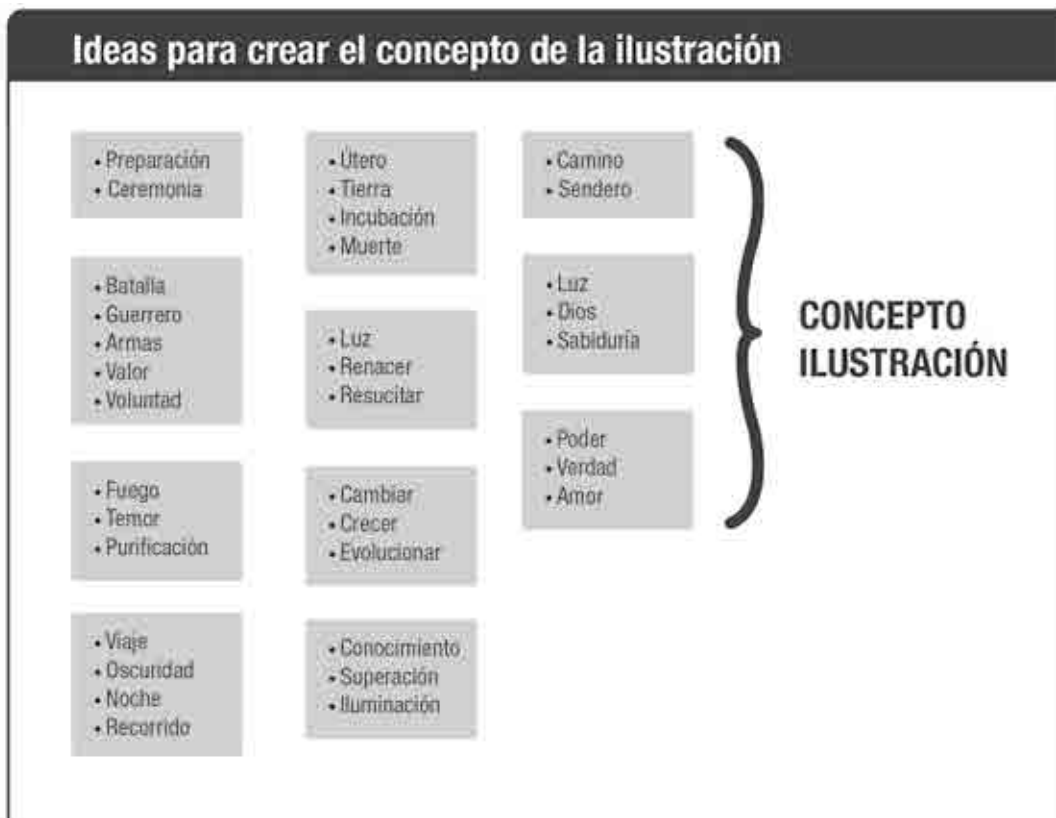 Ideas para crear el concepto de la ilustración
• Preparación
• Ceremonia
• Batalla
• Guerrero
• Armas
• Valor
• Voluntad
• Fuego
• Temor
• Purificación
• Viaje
• Oscuridad
• Noche
• Recorrido
• Útero
• Tierra
• Incubación
• Muerte
• Luz
• Renacer
• Resucitar
• Cambiar
• Crecer
• Evolucionar
• Conocimiento
• Superación
• Iluminación
• Camino
• Sendero
• Luz
• Dios
• Sabiduría
• Poder
• Verdad
• Amor
CONCEPTO
ILUSTRACIÓN